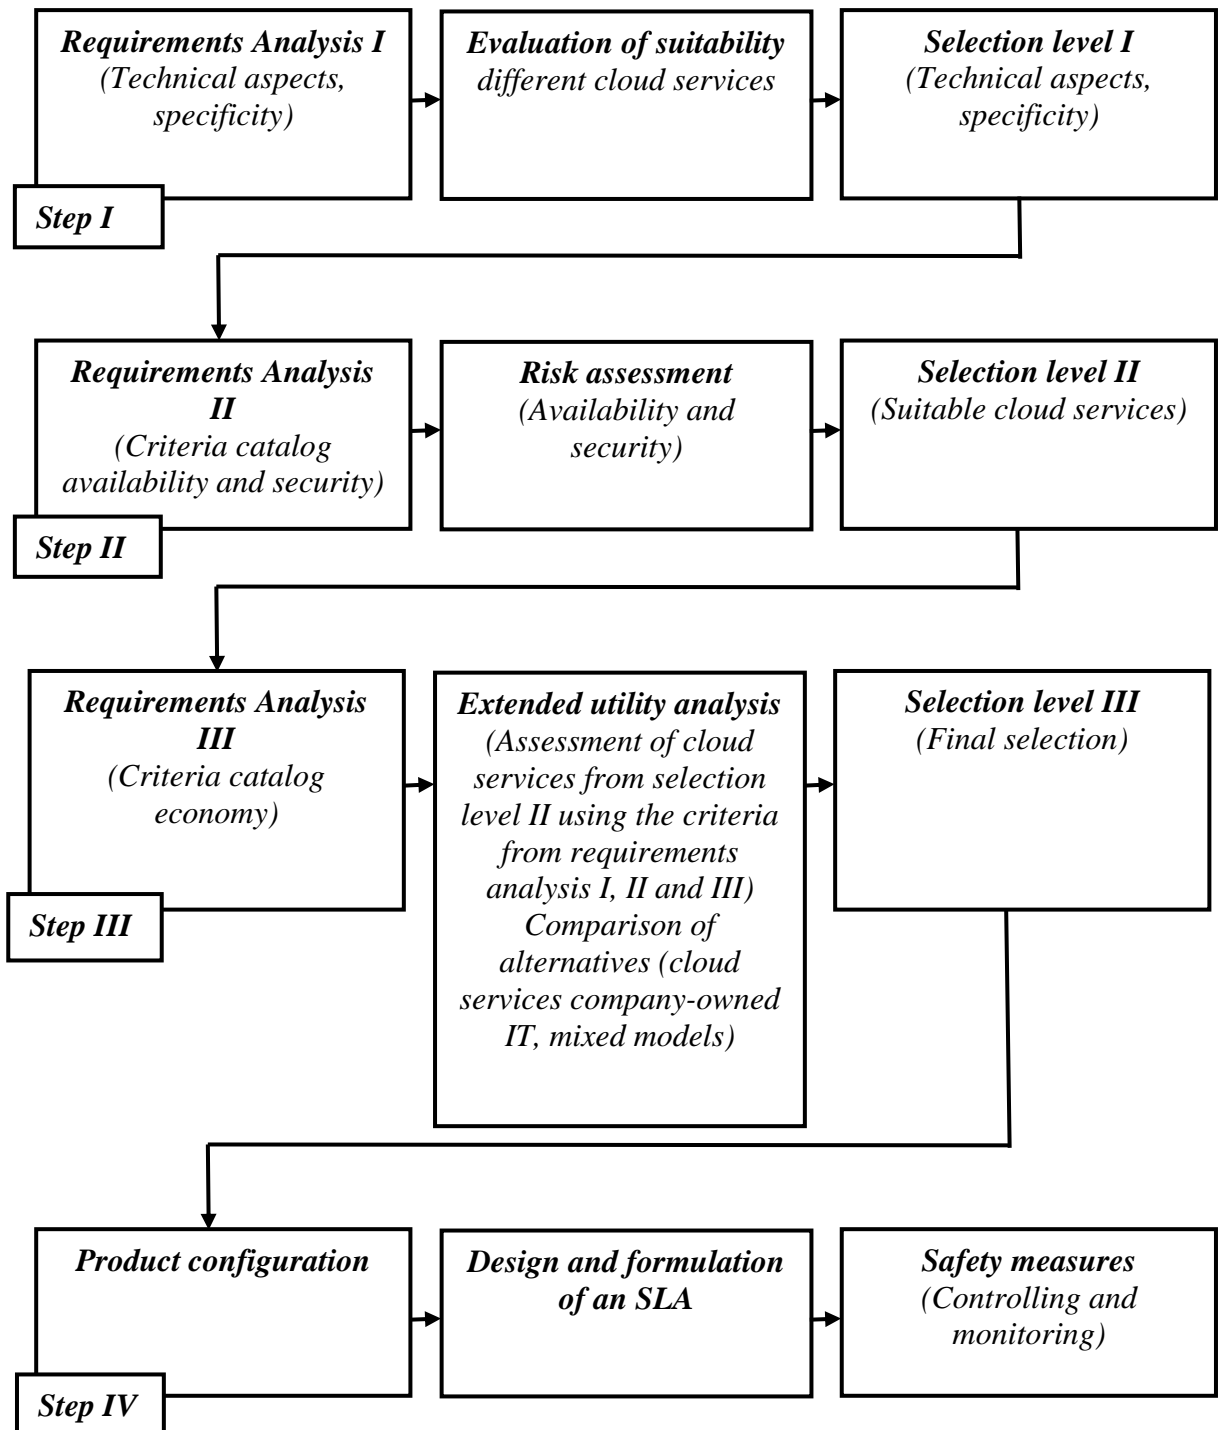 Requirements Analysis I
(Technical aspects,
specificity)
Step I
Evaluation of suitability
different cloud services
Selection level I
(Technical aspects,
specificity)
Requirements Analysis
II
(Criteria catalog
availability and security)
Step II
Risk assessment
(Availability and
security)
Selection level II
(Suitable cloud services)
Requirements Analysis
III
(Criteria catalog
economy)
Step III
Extended utility analysis
(Assessment of cloud
services from selection
level II using the criteria
from requirements
analysis I, II and III)
Comparison of
alternatives (cloud
services company-owned
IT, mixed models)
Selection level III
(Final selection)
Product configuration
Step IV
Design and formulation
of an SLA
Safety measures
(Controlling and
monitoring)